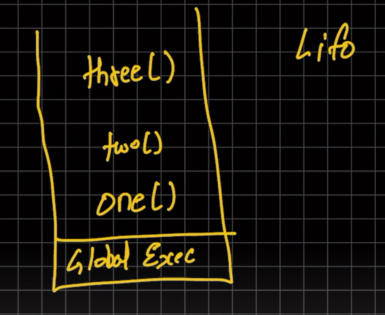 Lifo
three()
two()
one()
Global Exec